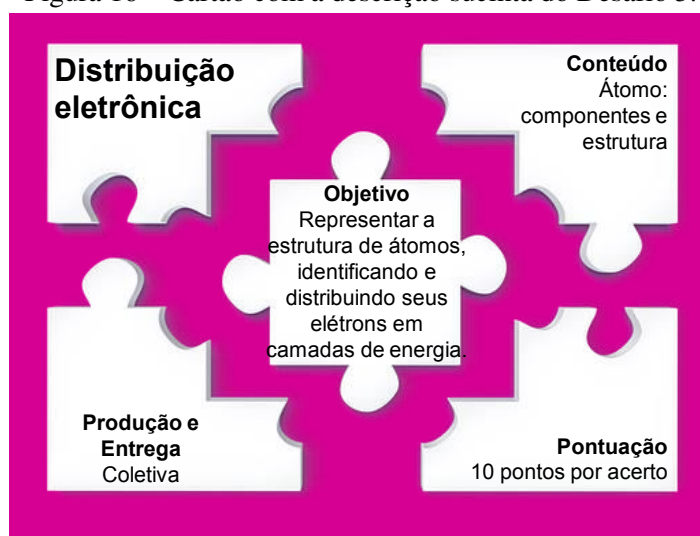 Distribuição
eletrônica
Conteúdo
Átomo:
componentes e
estrutura
Objetivo
Representar a
estrutura de átomos,
identificando e
distribuindo seus
elétrons em
camadas de energia.
Produção e
Entrega
Coletiva
Pontuação
10 pontos por acerto